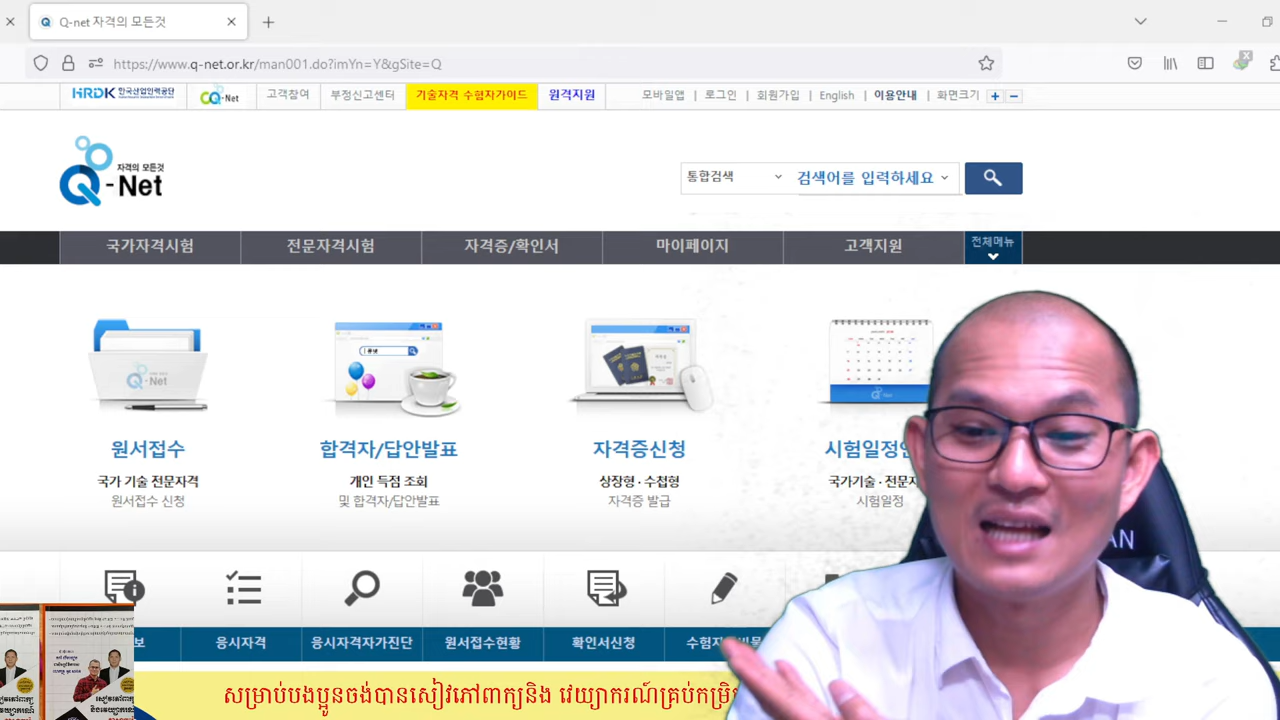 Q-net 자격의 모든것
https://www.q-net.or.kr/man001.do?imYn=Y&gSite=Q
HRDK 한국산업인력공단
Q-Net
고객참여
부정신고센터
기술자격 수험자가이드
원격지원
모바일앱 | 로그인 | 회원가입 | English | 이용안내 | 화면크기 + −
자격의 모든것
Q-Net
통합검색
검색어를 입력하세요
국가자격시험
전문자격시험
자격증/확인서
마이페이지
고객지원
전체메뉴
원서접수
국가 기술 전문자격
원서접수 신청
합격자/답안발표
개인 득점 조회
및 합격자/답안발표
자격증신청
상장형 · 수첩형
자격증 발급
시험일정
국가기술 · 전문
시험일정
보
응시자격
응시자격자가진단
원서접수현황
확인서신청
수험자
AN
សម្រាប់បងប្អូនចង់បានសៀវភៅពាក្យនិង វេយ្យាករណ៍គ្រប់កម្រិ